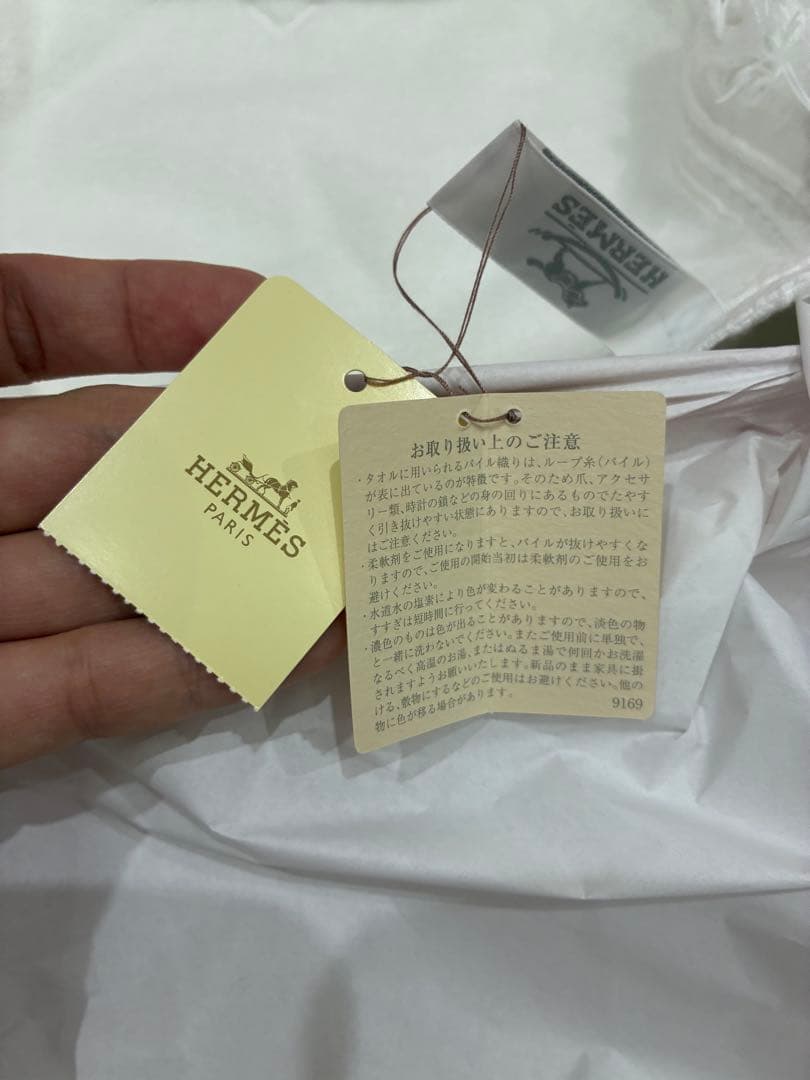 HERMÈS
HERMÈS
PARIS
お取り扱い上のご注意
・タオルに用いられるパイル織りは、ループ糸(パイル)
が表に出ているのが特徴です。そのため爪、アクセサ
リー類、時計の鎖などの身の回りにあるものでたやす
く引き抜けやすい状態にありますので、お取り扱いに
はご注意ください。
・柔軟剤をご使用になりますと、パイルが抜けやすくな
りますので、ご使用の開始当初は柔軟剤のご使用をお
避けください。
・水道水の塩素により色が変わることがありますので、
すすぎは短時間に行ってください。
・濃色のものは色が出ることがありますので、淡色の物
と一緒に洗わないでください。またご使用前に単独で、
なるべく高温のお湯、またはぬるま湯で何回かお洗濯
されますようお願いいたします。新品のまま家具に掛
ける、敷物にするなどのご使用はお避けください。他の
物に色が移る場合があります。
9169